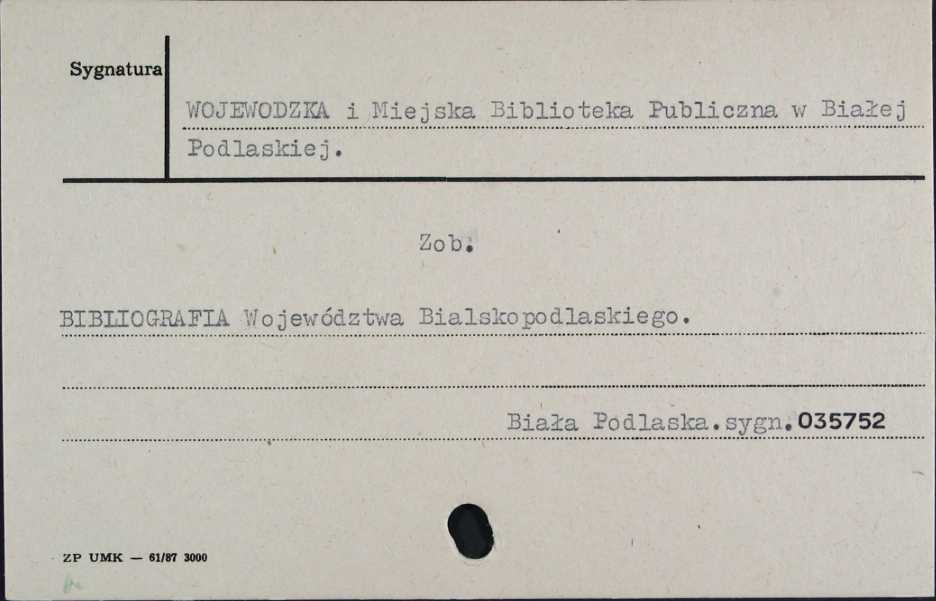 Sygnatura
WOJEWODZKA i Miejska Biblioteka Publiczna w Białej
Podlaskiej.
Zob.
BIBLIOGRAFIA Województwa Bialskopodlaskiego.
Biała Podlaska.sygn.035752
ZP UMK — 61/87 3000